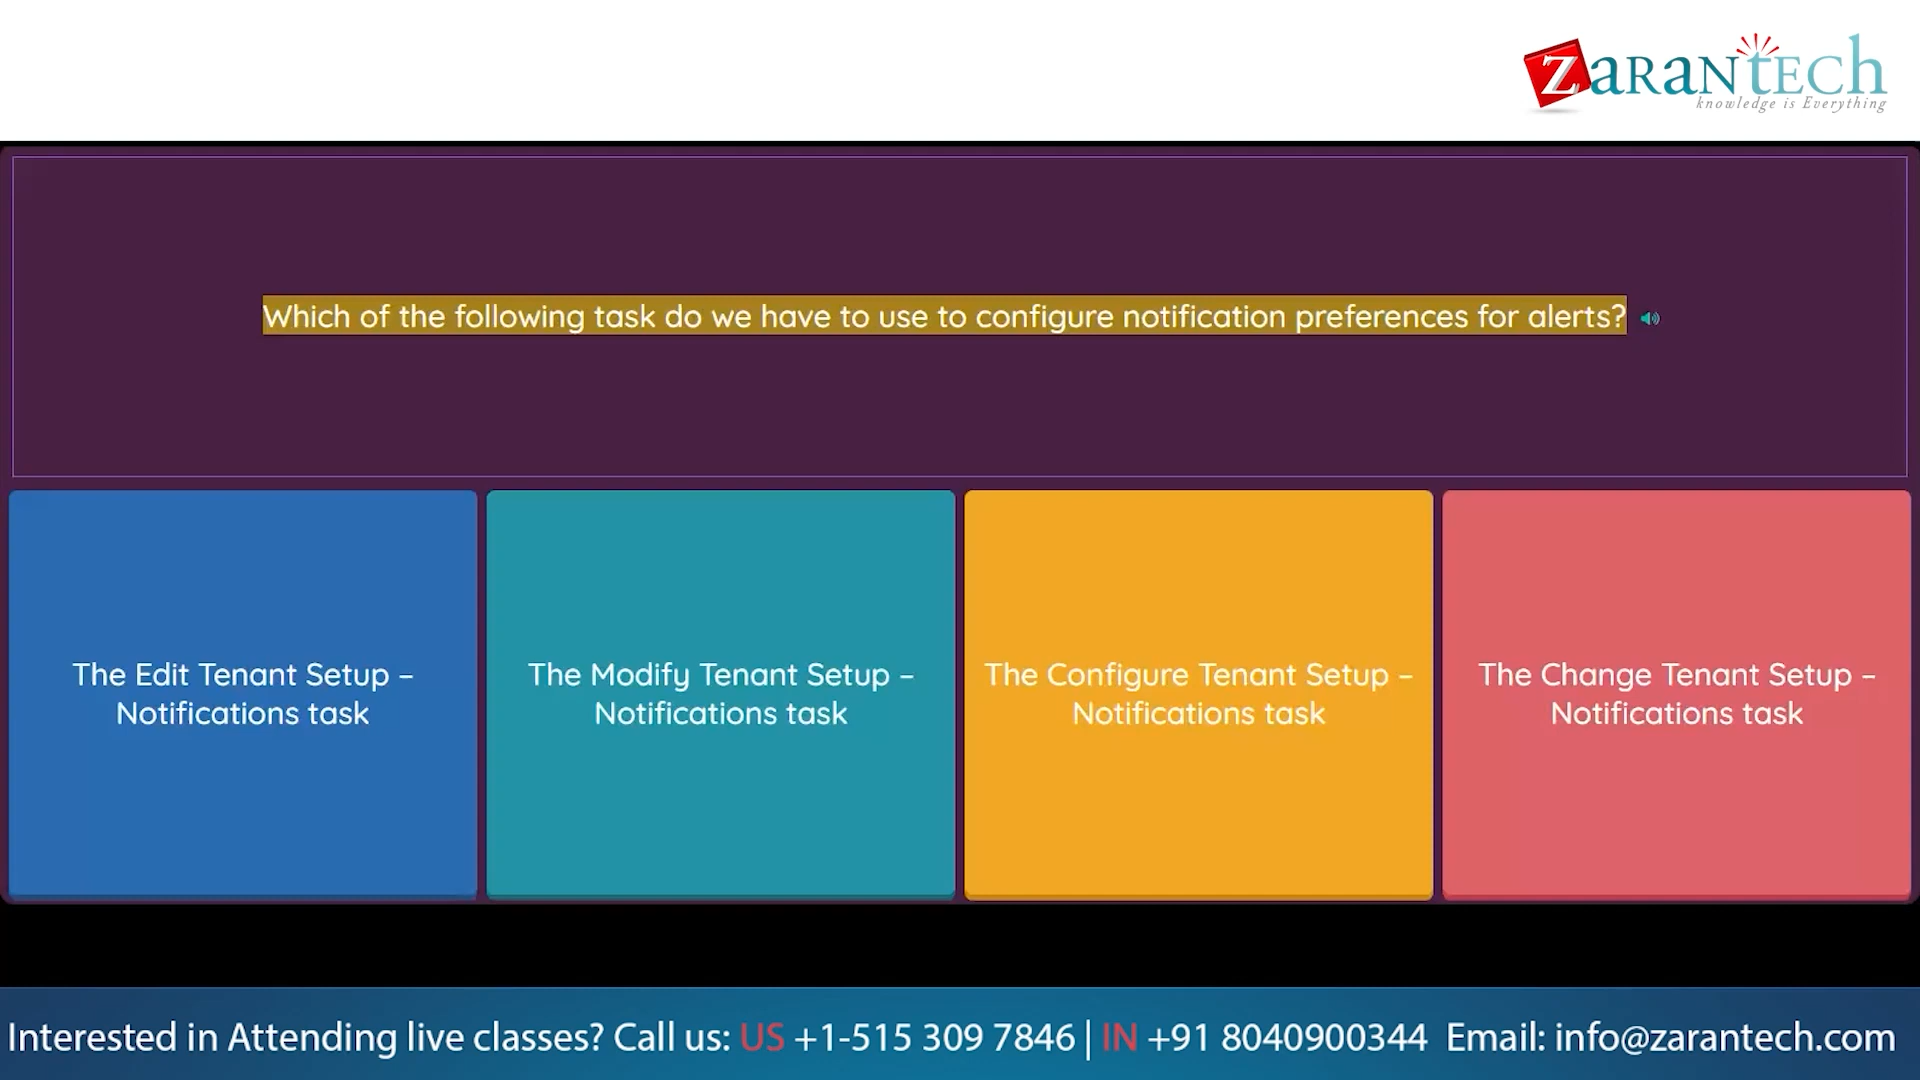 ZARANTECH
knowledge is Everything
Which of the following task do we have to use to configure notification preferences for alerts?
The Edit Tenant Setup –
Notifications task
The Modify Tenant Setup –
Notifications task
The Configure Tenant Setup –
Notifications task
The Change Tenant Setup –
Notifications task
Interested in Attending live classes? Call us: US +1-515 309 7846 | IN +91 8040900344 Email: info@zarantech.com